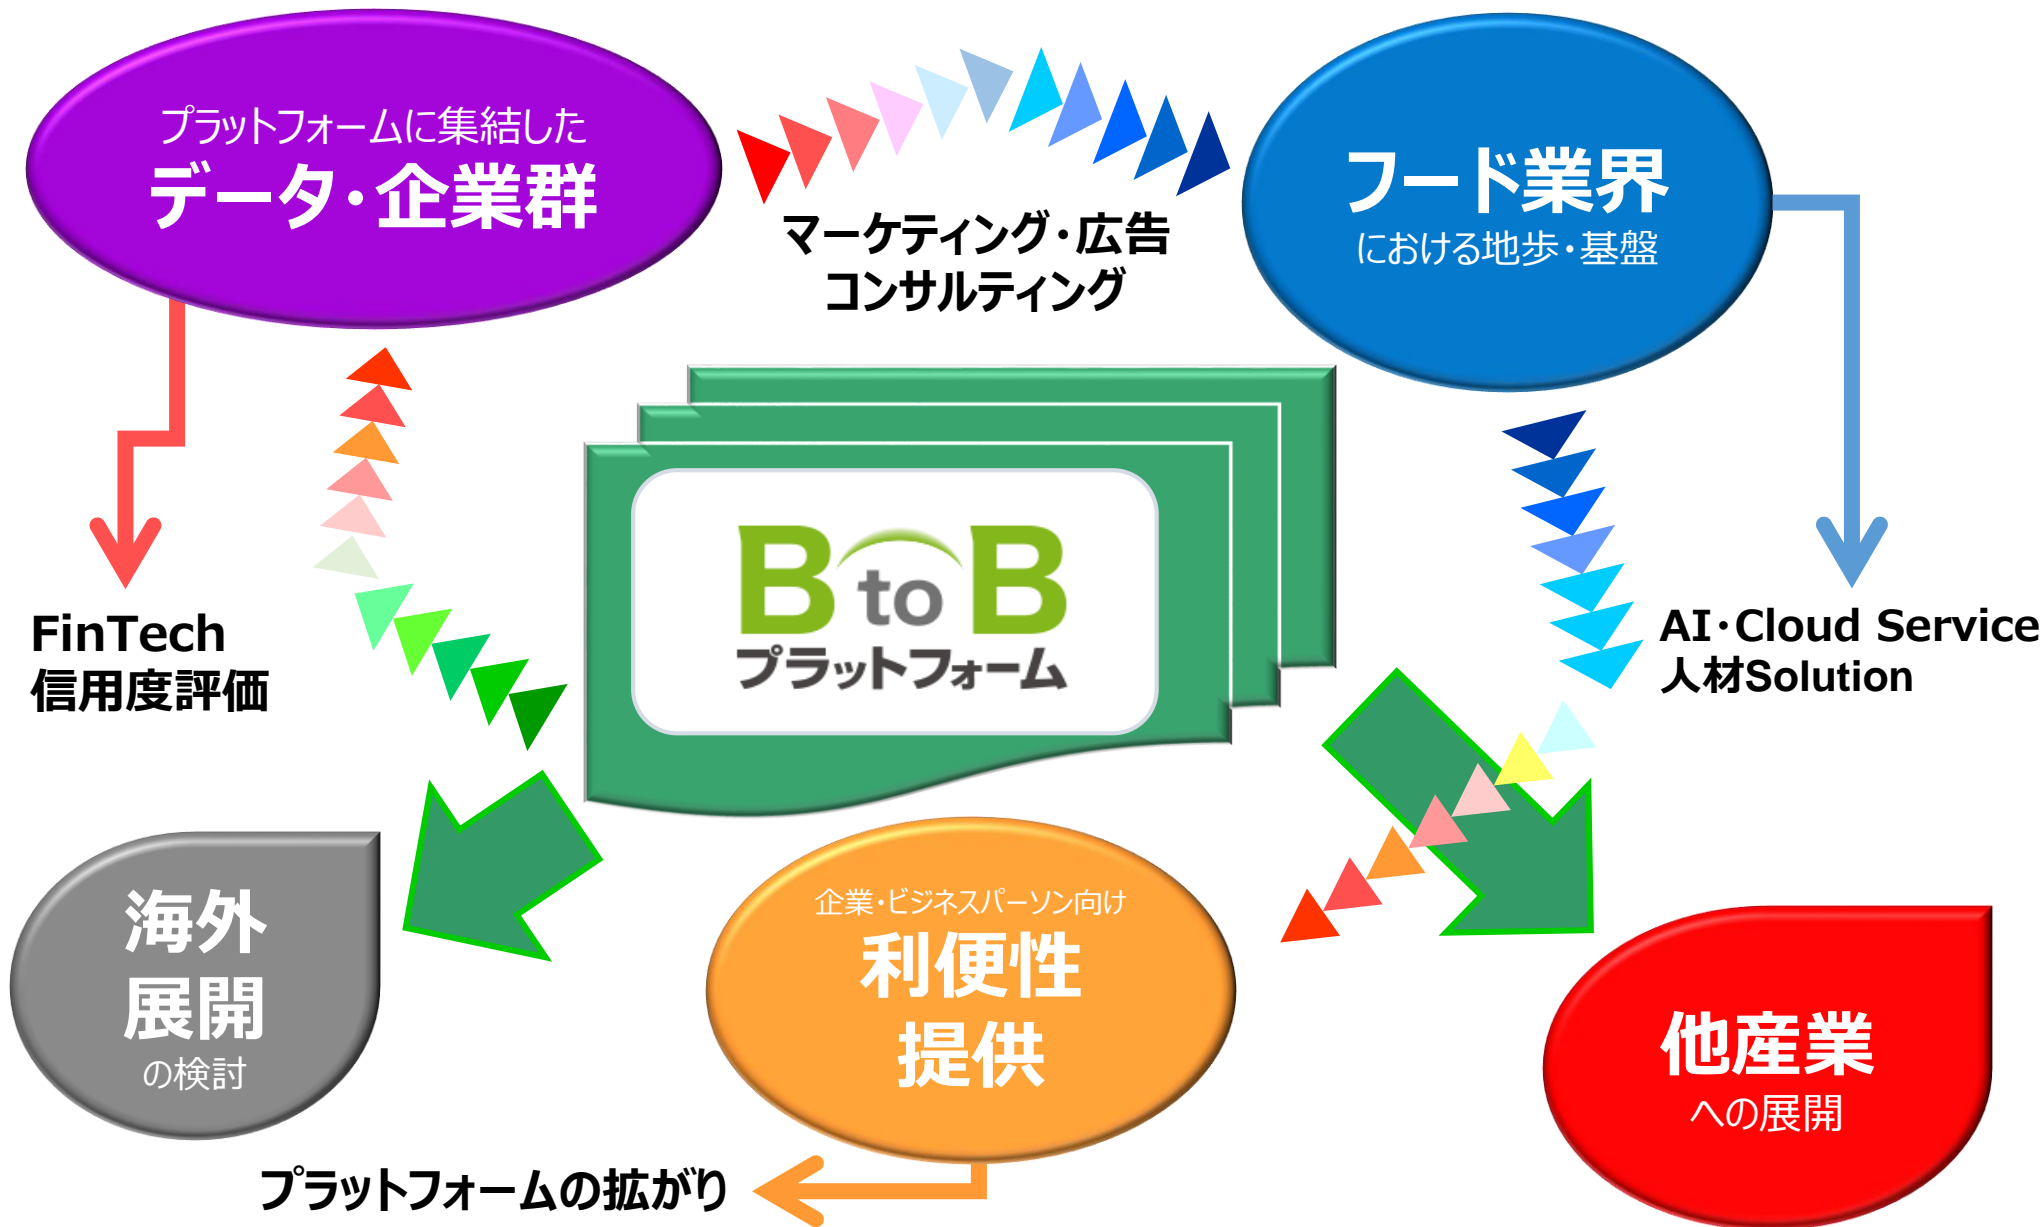 プラットフォームに集結した
データ・企業群
マーケティング・広告
コンサルティング
フード業界
における地歩・基盤
FinTech
信用度評価
B to B
プラットフォーム
AI・Cloud Service
人材Solution
海外
展開
の検討
企業・ビジネスパーソン向け
利便性
提供
他産業
への展開
プラットフォームの拡がり